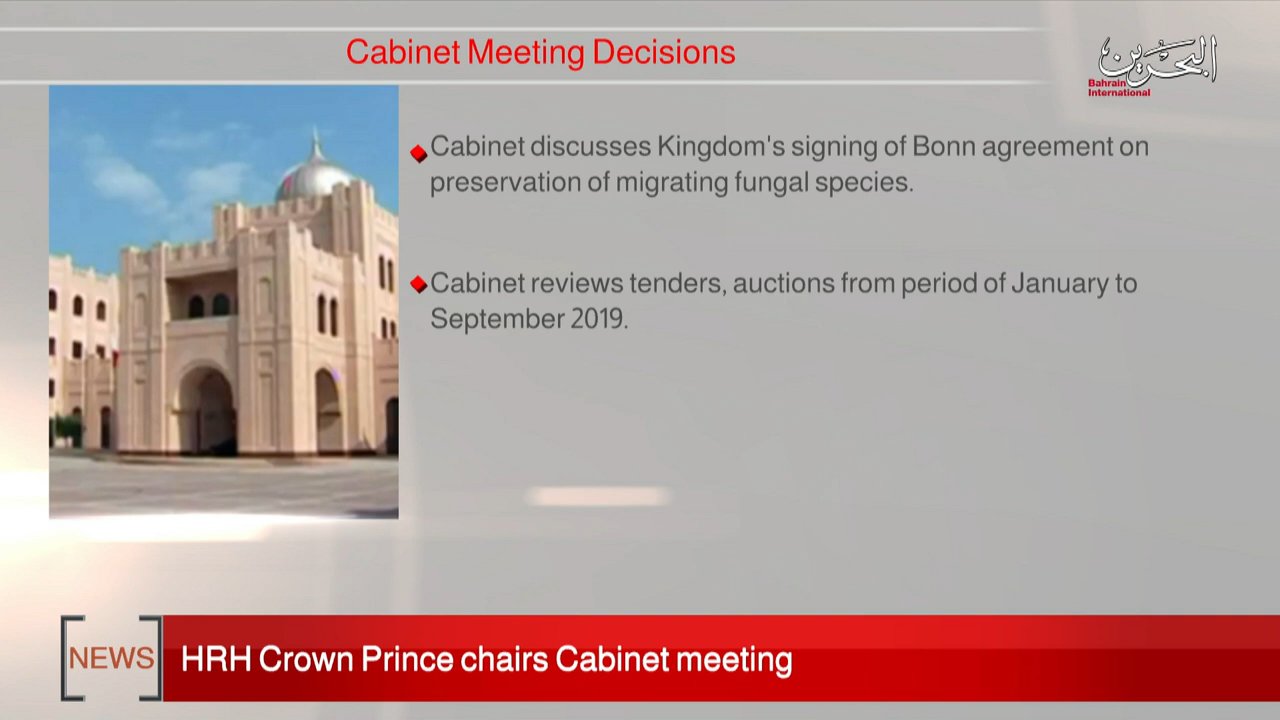 Cabinet Meeting Decisions
البحرين
Bahrain
International
Cabinet discusses Kingdom's signing of Bonn agreement on
preservation of migrating fungal species.
Cabinet reviews tenders, auctions from period of January to
September 2019.
NEWS
HRH Crown Prince chairs Cabinet meeting